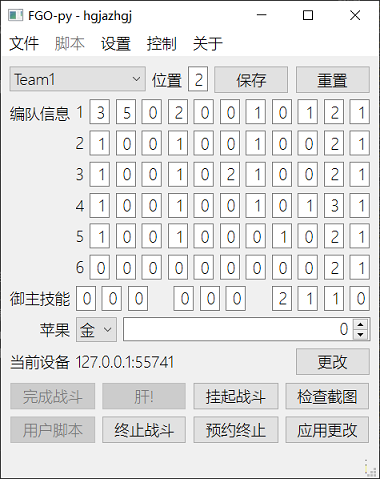 FGO-py - hgjazhgj
文件 脚本 设置 控制 关于
Team1 位置 2 保存 重置
编队信息 1 3 5 0 2 0 0 1 0 1 2 1
2 1 0 0 1 0 1 0 0 0 2 1
3 1 0 0 1 0 2 1 0 0 2 1
4 1 0 0 1 0 0 1 0 1 3 1
5 1 0 0 1 0 0 0 1 0 2 1
6 0 0 0 0 0 0 0 0 0 2 1
御主技能 0 0 0 0 0 0 2 1 1 0
苹果 金 0
当前设备 127.0.0.1:55741 更改
完成战斗 肝! 挂起战斗 检查截图
用户脚本 终止战斗 预约终止 应用更改